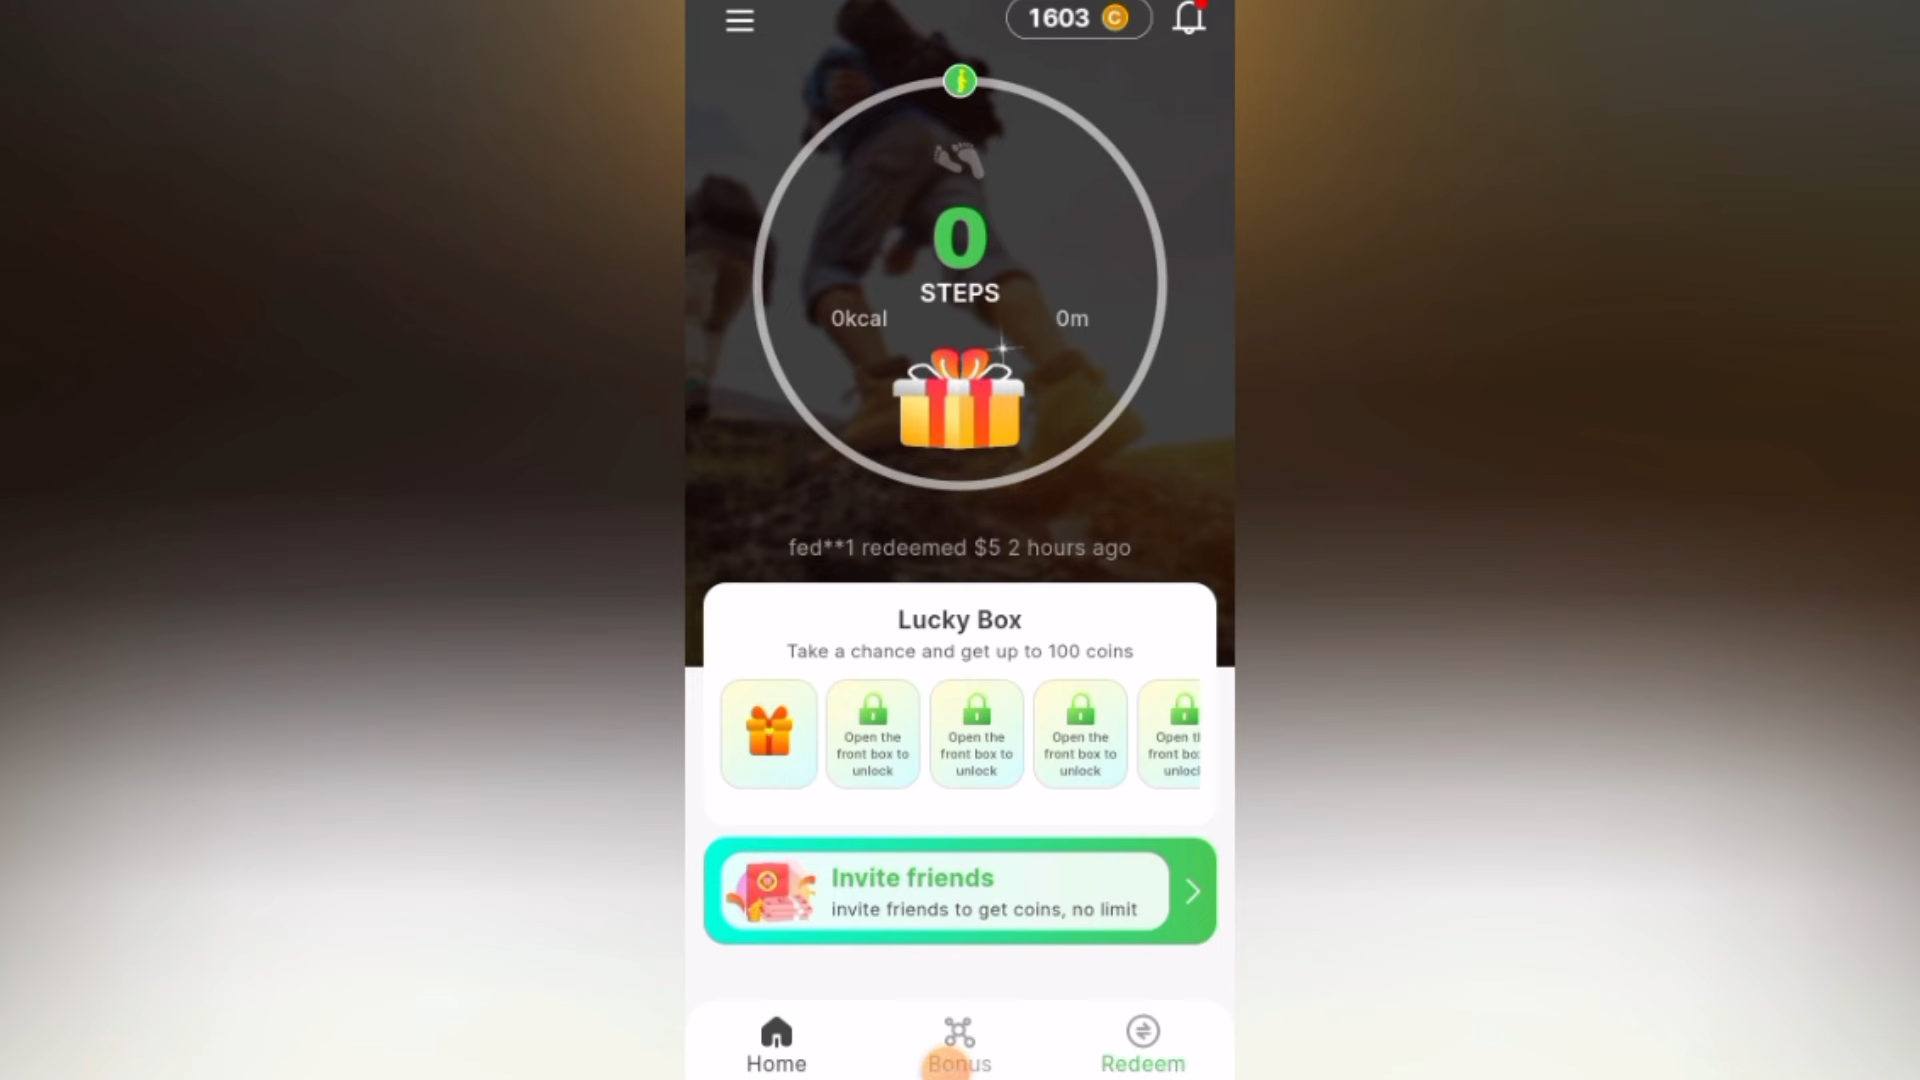 1603 C
0
STEPS
0kcal
0m
fed**1 redeemed $5 2 hours ago
Lucky Box
Take a chance and get up to 100 coins
Open the
front box to
unlock
Open the
front box to
unlock
Open the
front box to
unlock
Open
front
Invite friends
invite friends to get coins, no limit
Home
Bonus
Redeem